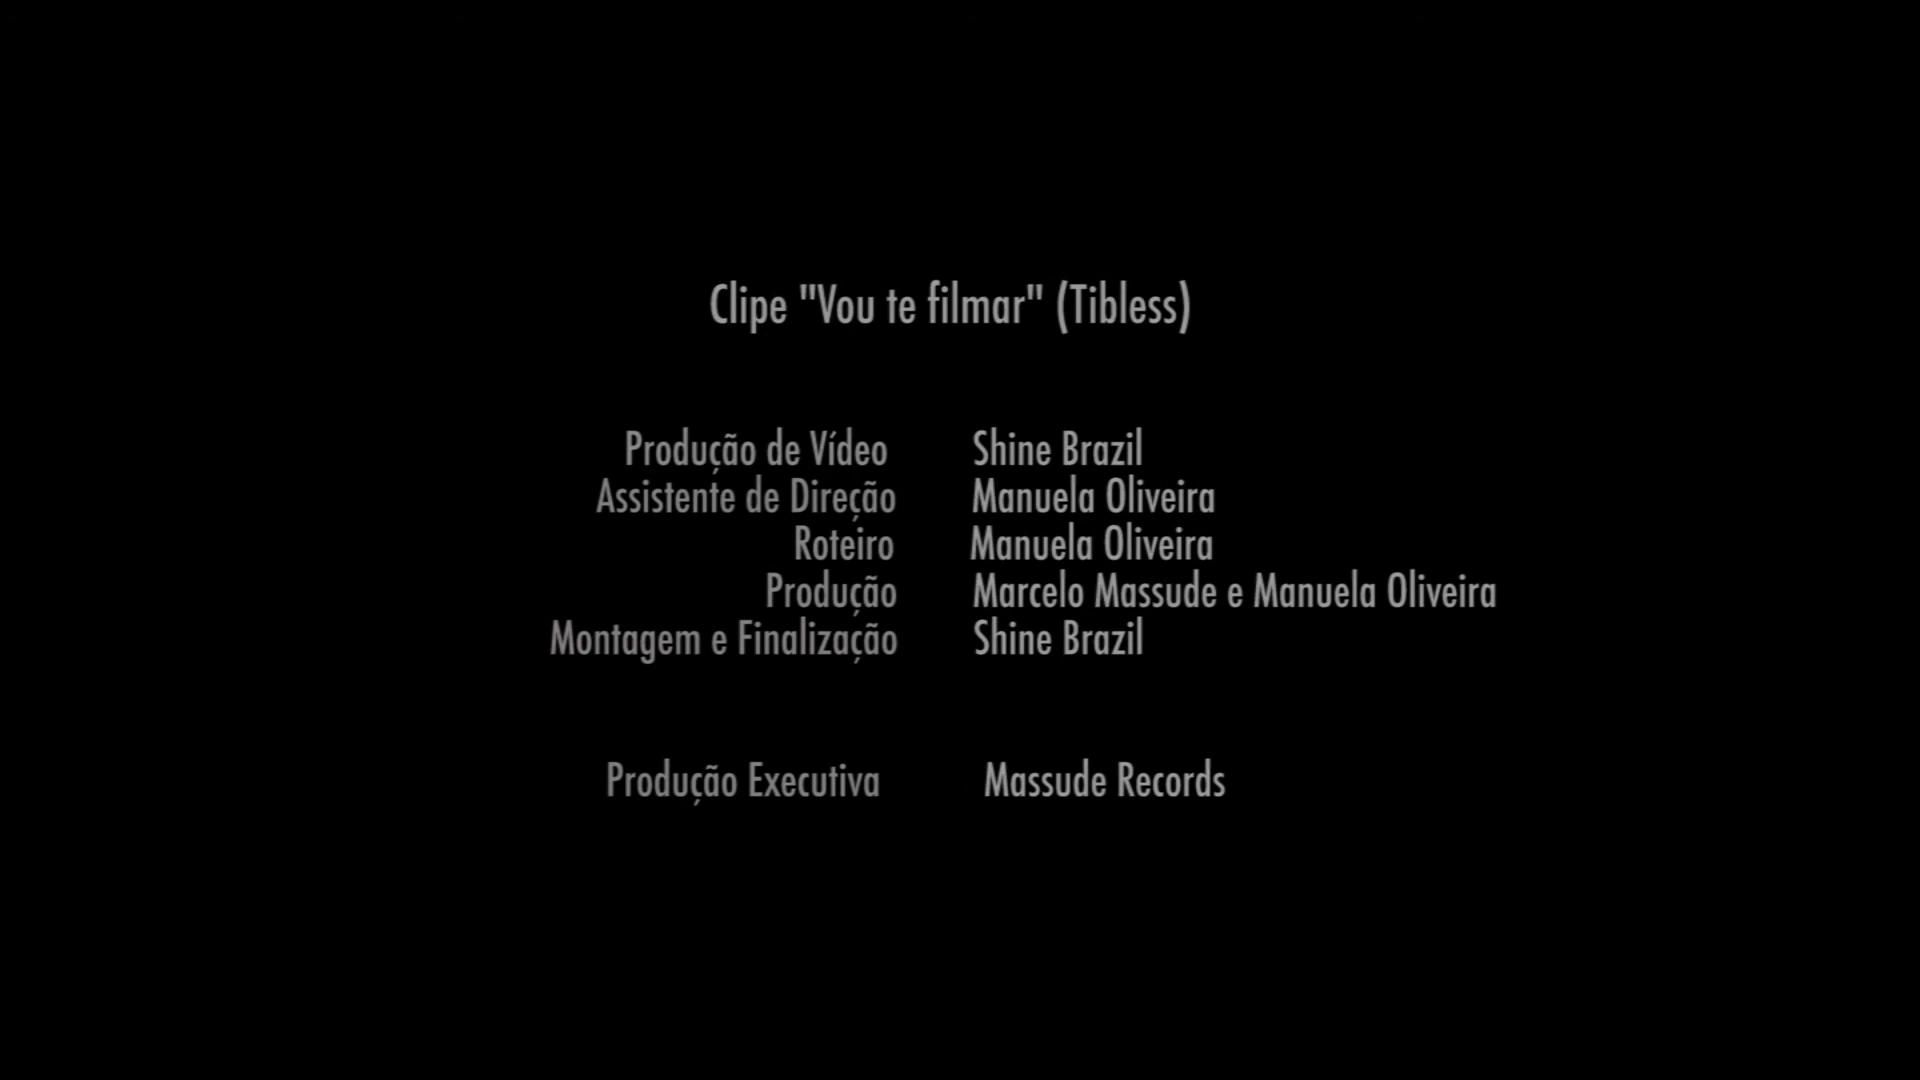 Clipe "Vou te filmar" (Tibless)
Produção de Vídeo Shine Brazil
Assistente de Direção Manuela Oliveira
Roteiro Manuela Oliveira
Produção Marcelo Massude e Manuela Oliveira
Montagem e Finalização Shine Brazil
Produção Executiva Massude Records